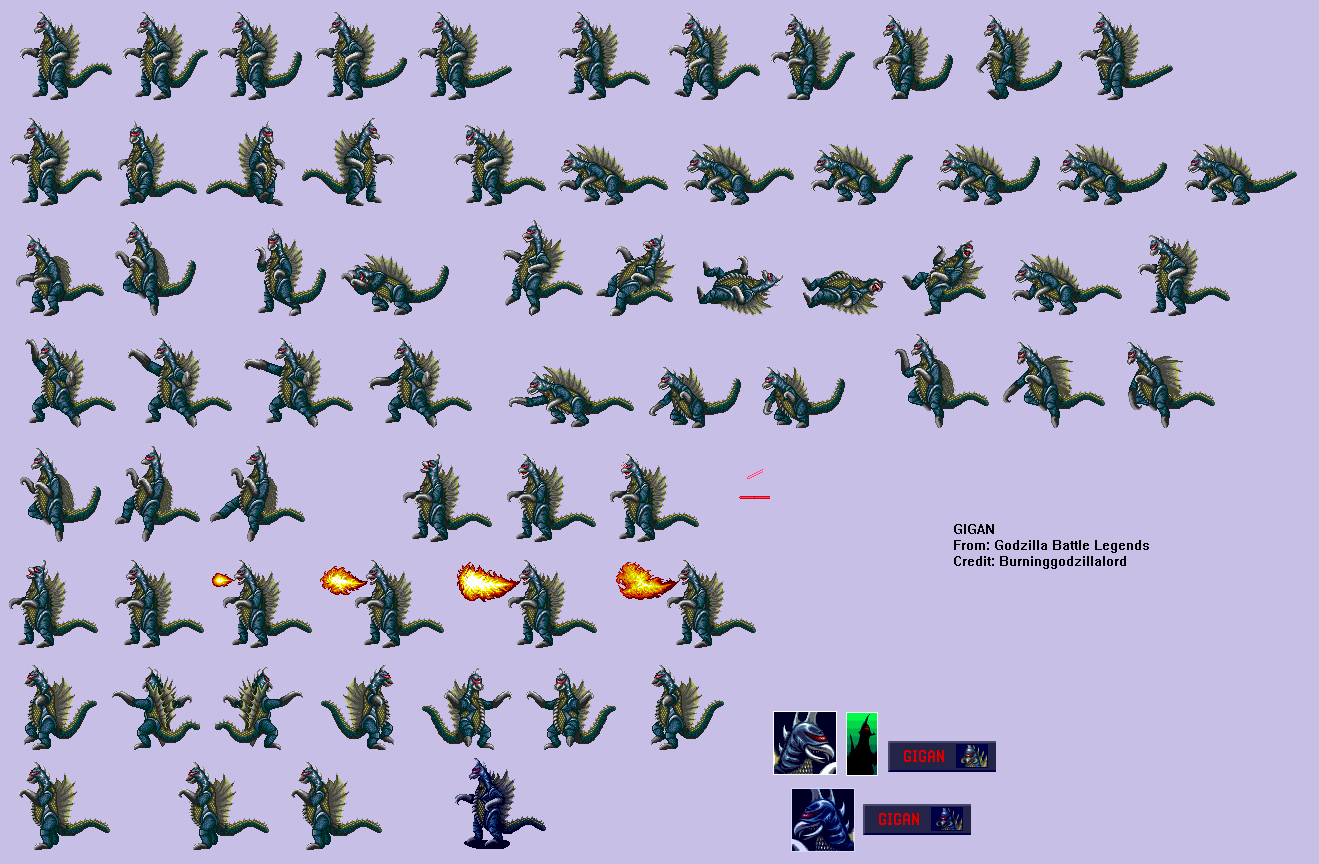 GIGAN
From: Godzilla Battle Legends
Credit: Burninggodzillalord
GIGAN
GIGAN